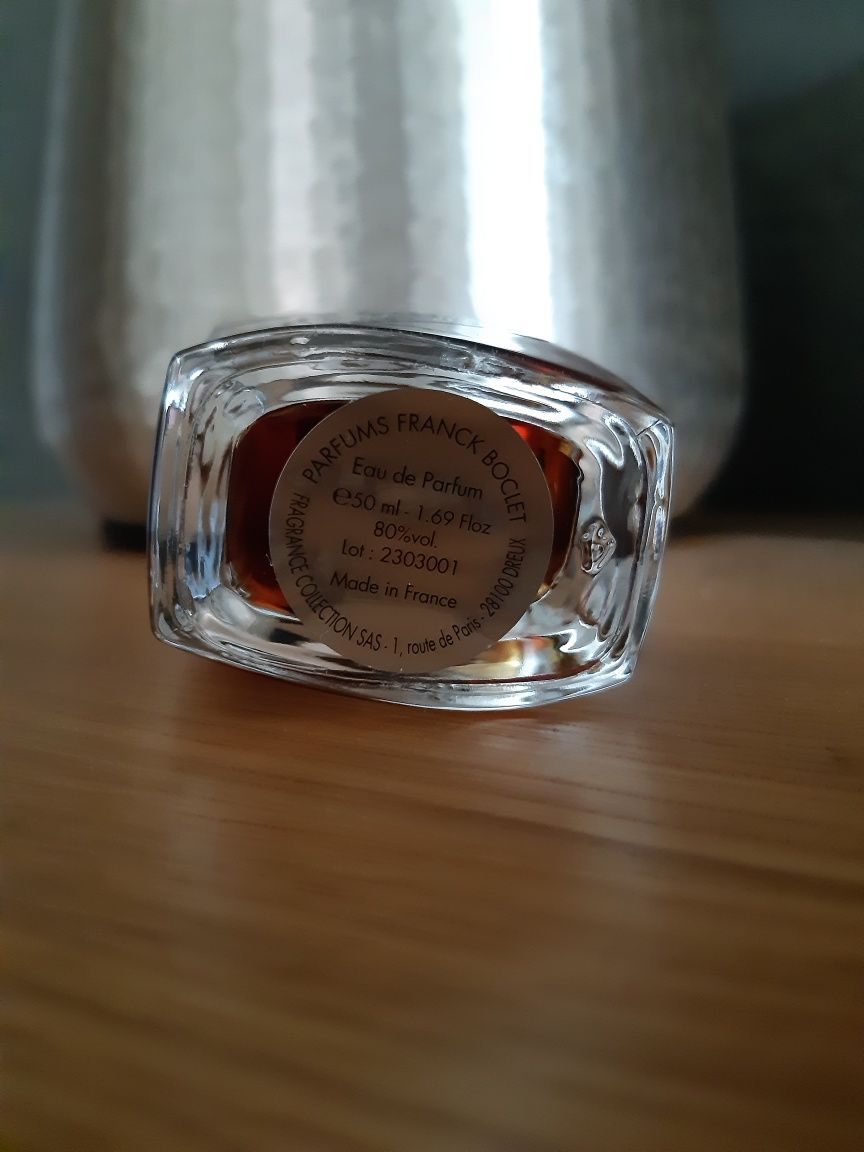 PARFUMS FRANCK BOCLET
Eau de Parfum
℮50 ml - 1.69 Floz
80%vol.
Lot : 2303001
Made in France
FRAGRANCE COLLECTION SAS - 1, route de Paris - 28100 DREUX